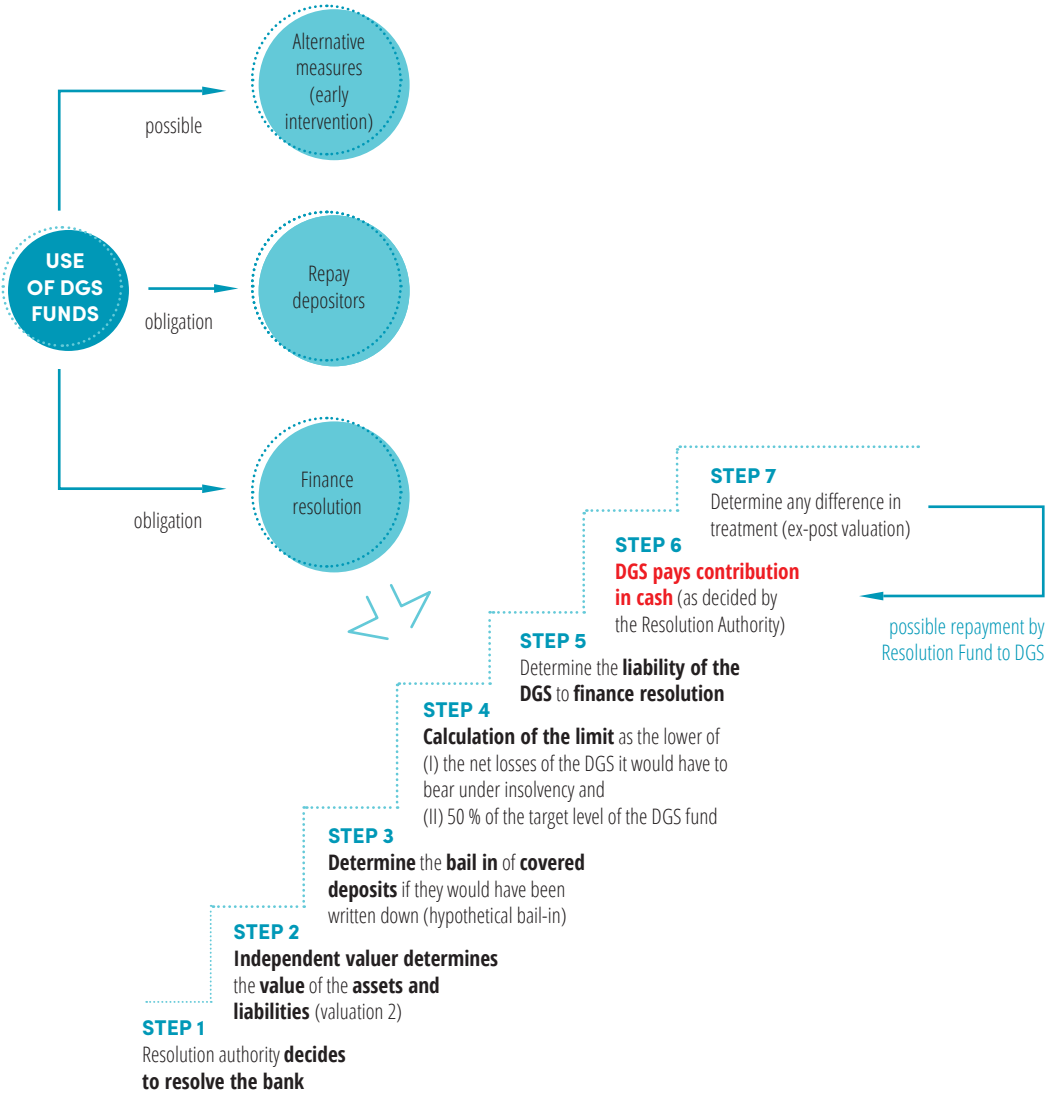 Alternative
measures
(early
intervention)
possible
USE
OF DGS
FUNDS
Repay
depositors
obligation
Finance
resolution
obligation
STEP 7
Determine any difference in
treatment (ex-post valuation)
STEP 6
DGS pays contribution
in cash (as decided by
the Resolution Authority)
possible repayment by
Resolution Fund to DGS
STEP 5
Determine the liability of the
DGS to finance resolution
STEP 4
Calculation of the limit as the lower of
(I) the net losses of the DGS it would have to
bear under insolvency and
(II) 50 % of the target level of the DGS fund
STEP 3
Determine the bail in of covered
deposits if they would have been
written down (hypothetical bail-in)
STEP 2
Independent valuer determines
the value of the assets and
liabilities (valuation 2)
STEP 1
Resolution authority decides
to resolve the bank